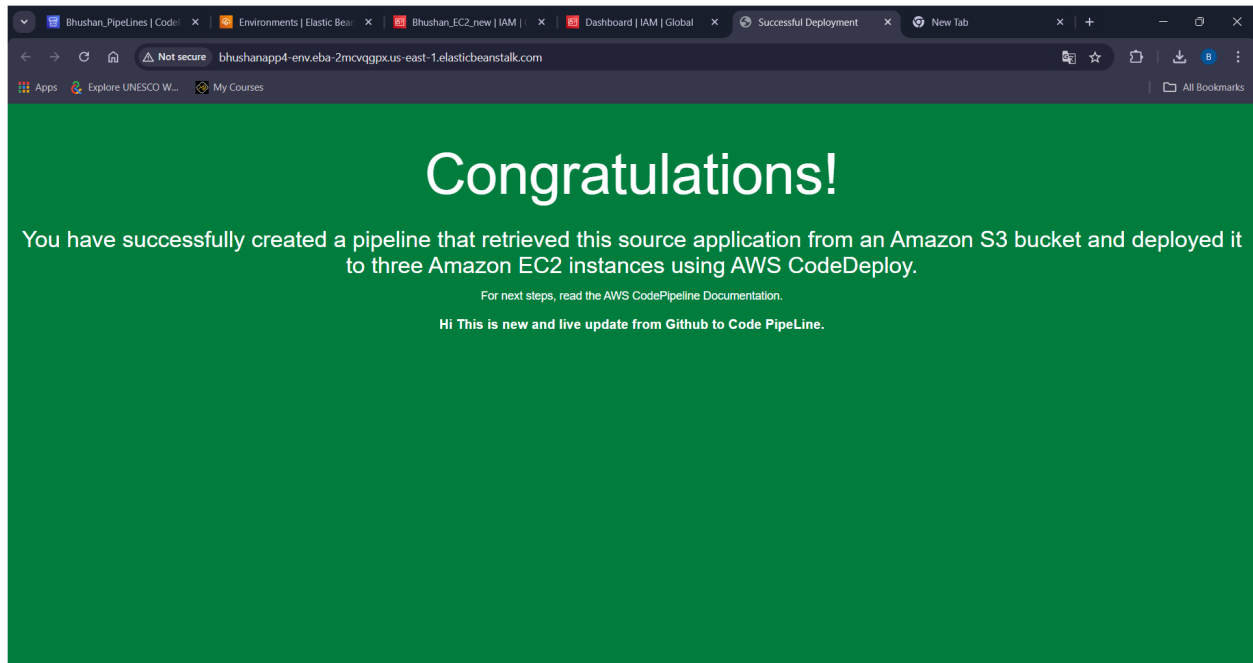 Bhushan_PipeLines | CodeP
Environments | Elastic Bean
Bhushan_EC2_new | IAM | G
Dashboard | IAM | Global
Successful Deployment
New Tab
Not secure
bhushanapp4-env.eba-2mcvqgpx.us-east-1.elasticbeanstalk.com
B
Apps
Explore UNESCO W...
My Courses
All Bookmarks
Congratulations!
You have successfully created a pipeline that retrieved this source application from an Amazon S3 bucket and deployed it
to three Amazon EC2 instances using AWS CodeDeploy.
For next steps, read the AWS CodePipeline Documentation.
Hi This is new and live update from Github to Code PipeLine.